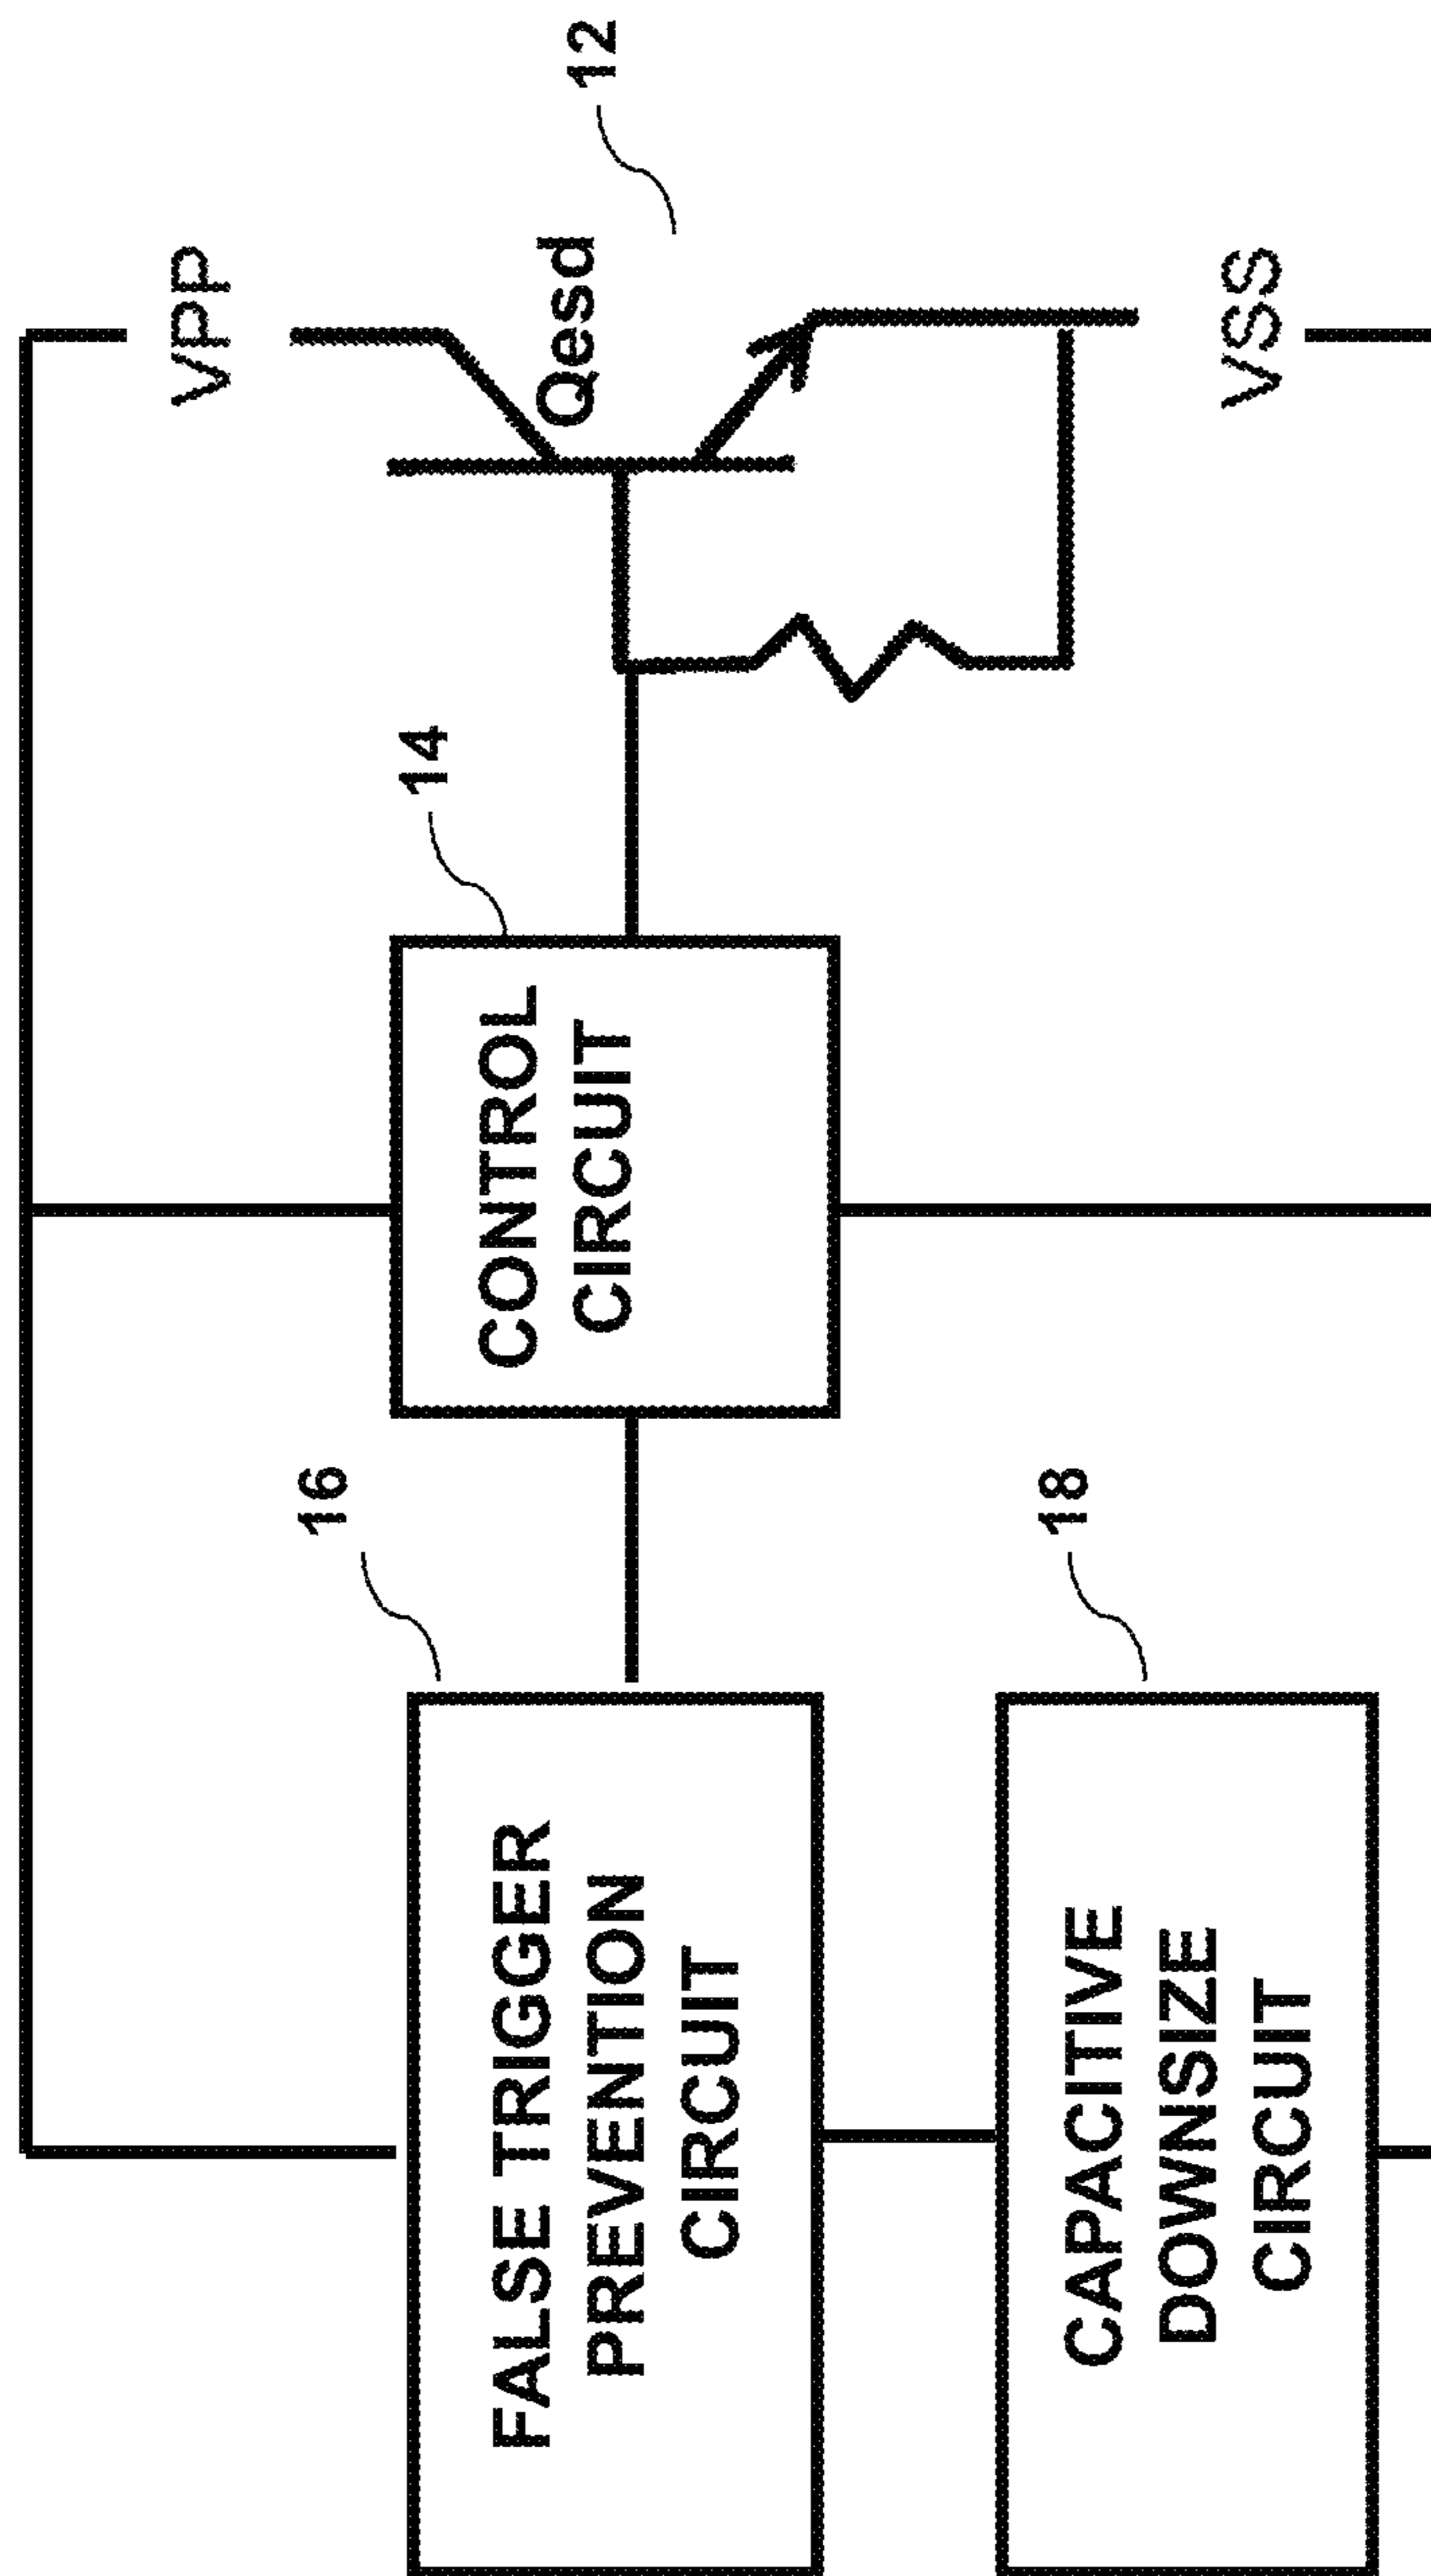 16
FALSE TRIGGER
PREVENTION
CIRCUIT
18
CAPACITIVE
DOWNSIZE
CIRCUIT
14
CONTROL
CIRCUIT
VPP
Qesd
12
VSS